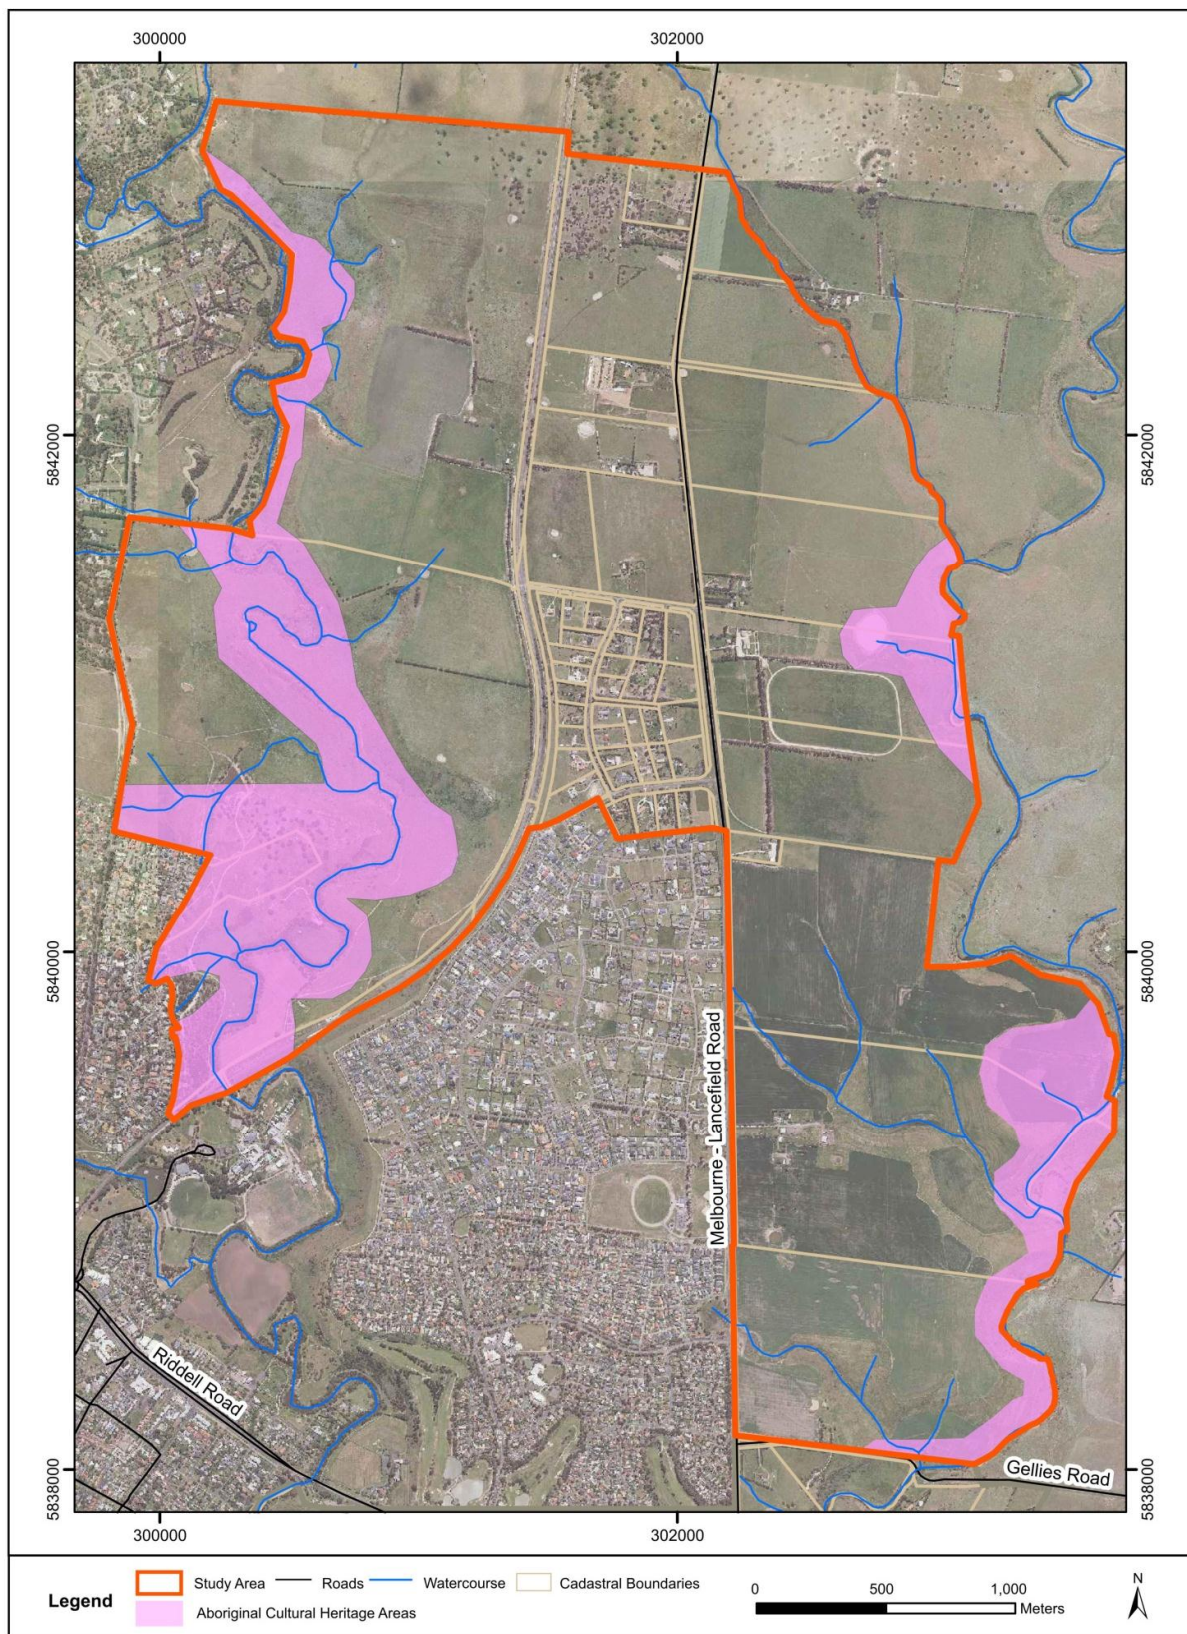 300000
302000
5842000
5842000
5840000
5840000
Melbourne - Lancefield Road
Riddell Road
Gellies Road
5838000
5838000
300000
302000
Legend
Study Area
Roads
Watercourse
Cadastral Boundaries
Aboriginal Cultural Heritage Areas
0
500
1,000
Meters
N